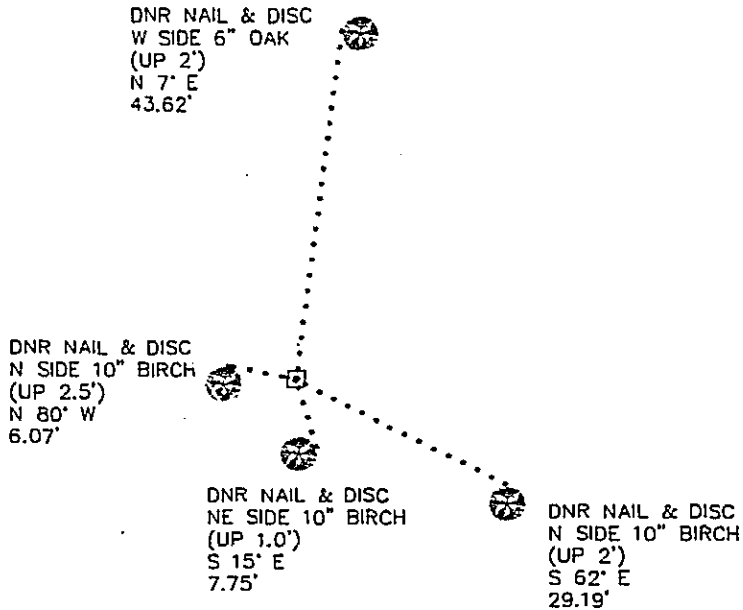 DNR NAIL & DISC
W SIDE 6" OAK
(UP 2')
N 7° E
43.62'
DNR NAIL & DISC
N SIDE 10" BIRCH
(UP 2.5')
N 80° W
6.07'
DNR NAIL & DISC
NE SIDE 10" BIRCH
(UP 1.0')
S 15° E
7.75'
DNR NAIL & DISC
N SIDE 10" BIRCH
(UP 2')
S 62° E
29.19'